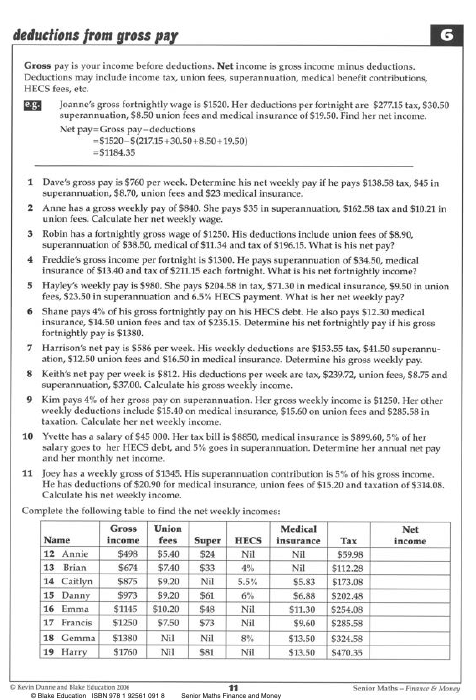 deductions from gross pay
6
Gross pay is your income before deductions. Net income is gross income minus deductions.
Deductions may include income tax, union fees, superannuation, medical benefit contributions,
HECS fees, etc.
e.g. Joanne's gross fortnightly wage is $1520. Her deductions per fortnight are $277.15 tax, $30.50
superannuation, $8.50 union fees and medical insurance of $19.50. Find her net income.
Net pay=Gross pay−deductions
=$1520−$(217.15+30.50+8.50+19.50)
=$1184.35
1 Dave's gross pay is $760 per week. Determine his net weekly pay if he pays $138.58 tax, $45 in
superannuation, $8.70, union fees and $23 medical insurance.
2 Anne has a gross weekly pay of $840. She pays $35 in superannuation, $162.58 tax and $10.21 in
union fees. Calculate her net weekly wage.
3 Robin has a fortnightly gross wage of $1250. His deductions include union fees of $8.90,
superannuation of $38.50, medical of $11.34 and tax of $196.15. What is his net pay?
4 Freddie's gross income per fortnight is $1300. He pays superannuation of $34.50, medical
insurance of $13.40 and tax of $211.15 each fortnight. What is his net fortnightly income?
5 Hayley's weekly pay is $980. She pays $204.58 in tax, $71.30 in medical insurance, $9.50 in union
fees, $23.50 in superannuation and 6.5% HECS payment. What is her net weekly pay?
6 Shane pays 4% of his gross fortnightly pay on his HECS debt. He also pays $12.30 medical
insurance, $14.50 union fees and tax of $235.15. Determine his net fortnightly pay if his gross
fortnightly pay is $1380.
7 Harrison's net pay is $586 per week. His weekly deductions are $153.55 tax, $41.50 superannu-
ation, $12.50 union fees and $16.50 in medical insurance. Determine his gross weekly pay.
8 Keith's net pay per week is $812. His deductions per week are tax, $239.72, union fees, $8.75 and
superannuation, $37.00. Calculate his gross weekly income.
9 Kim pays 4% of her gross pay on superannuation. Her gross weekly income is $1250. Her other
weekly deductions include $15.40 on medical insurance, $15.60 on union fees and $285.58 in
taxation. Calculate her net weekly income.
10 Yvette has a salary of $45 000. Her tax bill is $8850, medical insurance is $899.60, 5% of her
salary goes to her HECS debt, and 5% goes in superannuation. Determine her annual net pay
and her monthly net income.
11 Joey has a weekly gross of $1345. His superannuation contribution is 5% of his gross income.
He has deductions of $20.90 for medical insurance, union fees of $15.20 and taxation of $314.08.
Calculate his net weekly income.
Complete the following table to find the net weekly incomes:
Gross Union Medical Net
Name income fees Super HECS insurance Tax income
12 Annie $498 $5.40 $24 Nil Nil $59.98
13 Brian $674 $7.40 $33 4% Nil $112.28
14 Caitlyn $875 $9.20 Nil 5.5% $5.83 $173.08
15 Danny $973 $9.20 $61 6% $6.88 $202.48
16 Emma $1145 $10.20 $48 Nil $11.30 $254.08
17 Francis $1250 $7.50 $73 Nil $9.60 $285.58
18 Gemma $1380 Nil Nil 8% $13.50 $324.58
19 Harry $1760 Nil $81 Nil $13.50 $470.35
© Kevin Dunne and Blake Education 2004 11 Senior Maths – Finance & Money
© Blake Education ISBN 978 1 92561 091 8 Senior Maths Finance and Money